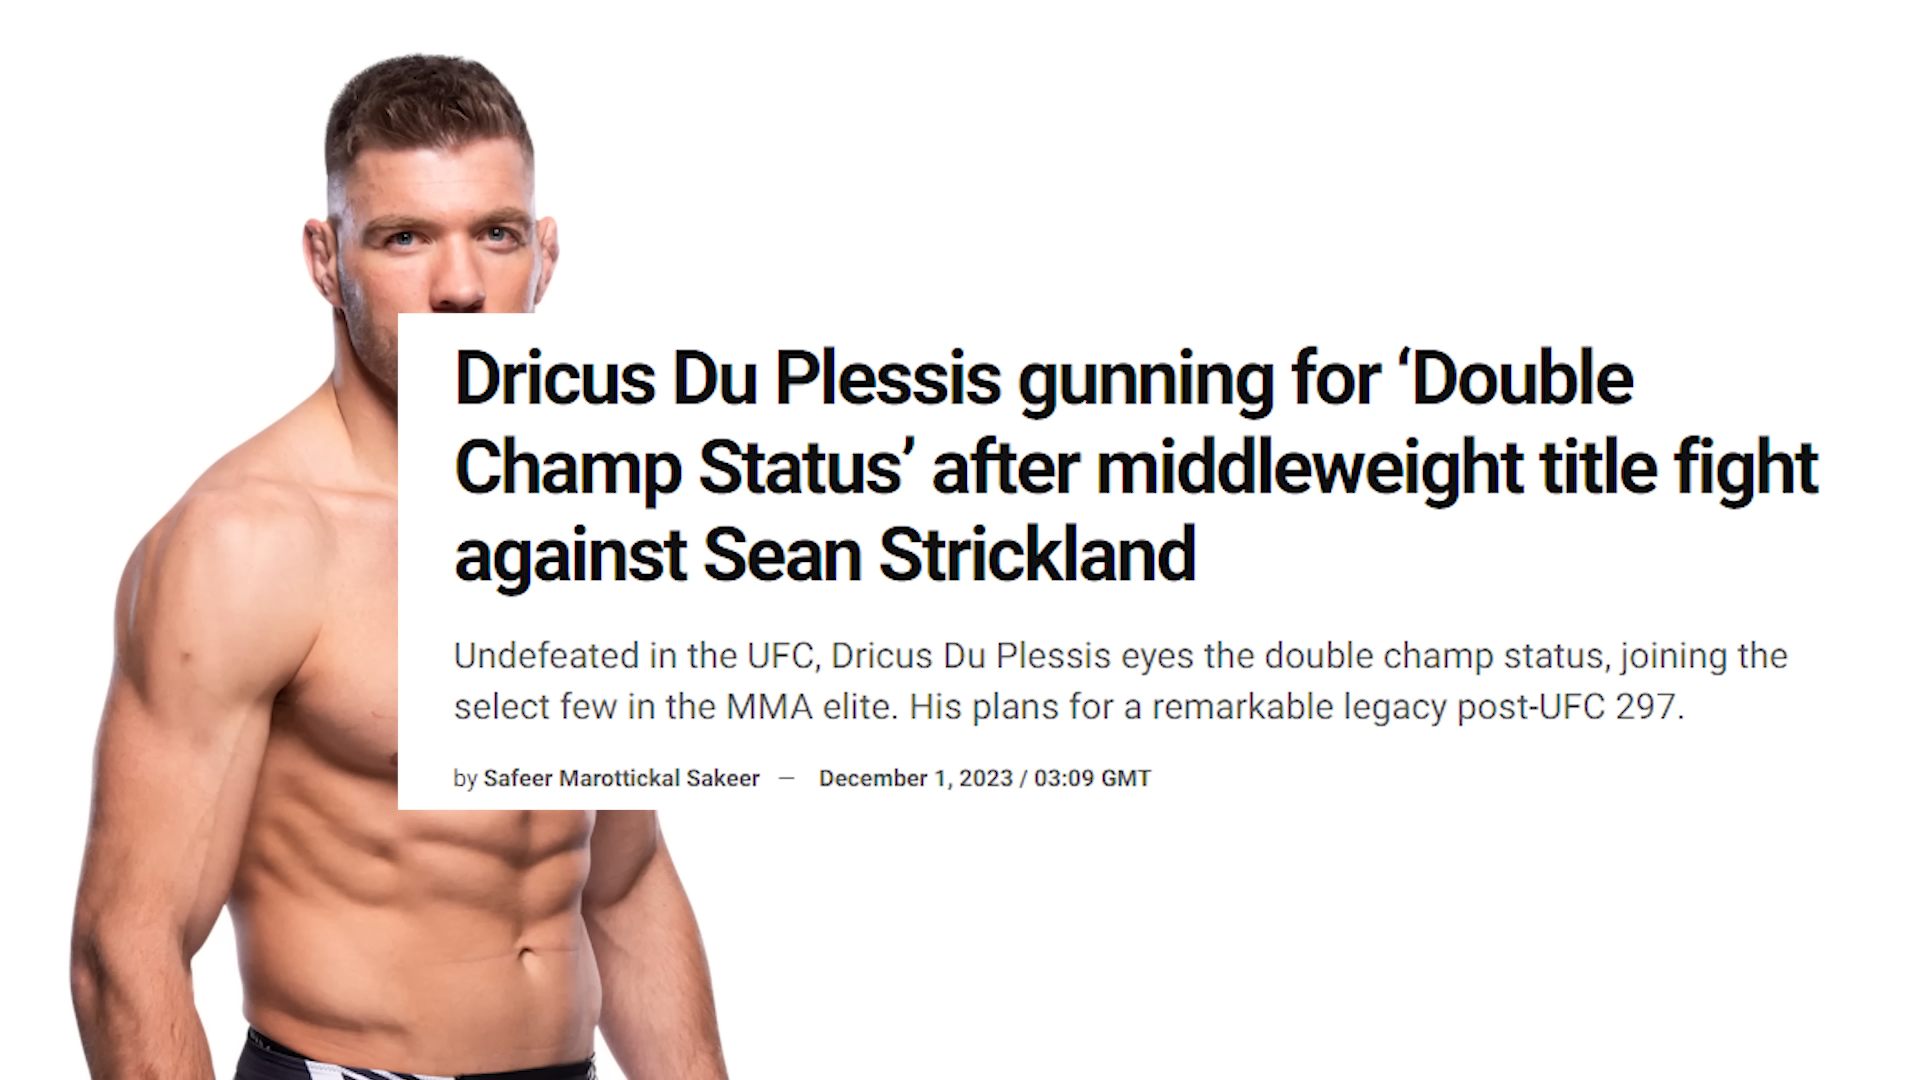 Dricus Du Plessis gunning for ‘Double
Champ Status’ after middleweight title fight
against Sean Strickland
Undefeated in the UFC, Dricus Du Plessis eyes the double champ status, joining the
select few in the MMA elite. His plans for a remarkable legacy post-UFC 297.
by Safeer Marottickal Sakeer — December 1, 2023 / 03:09 GMT